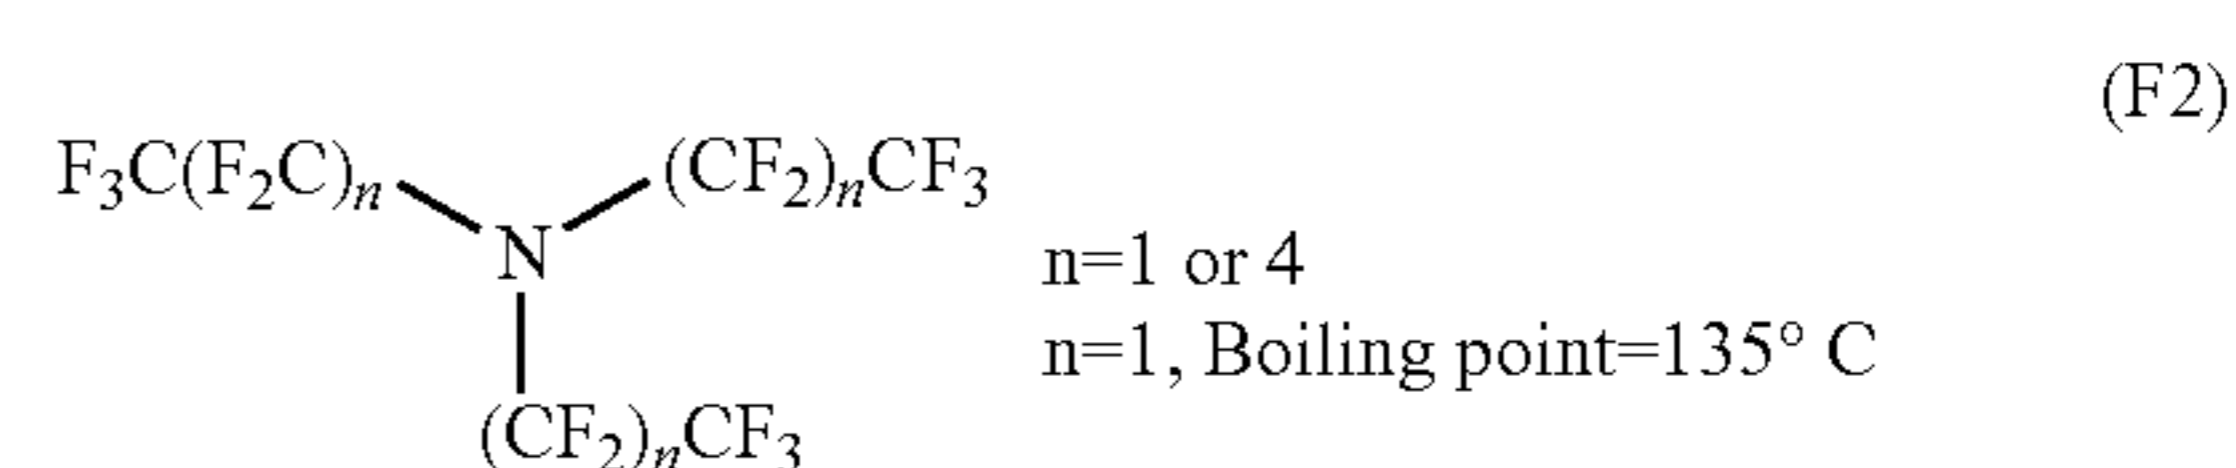 (F2)
F₃C(F₂C)ₙ (CF₂)ₙCF₃
N
n=1 or 4
n=1, Boiling point=135° C
(CF₂)ₙCF₃